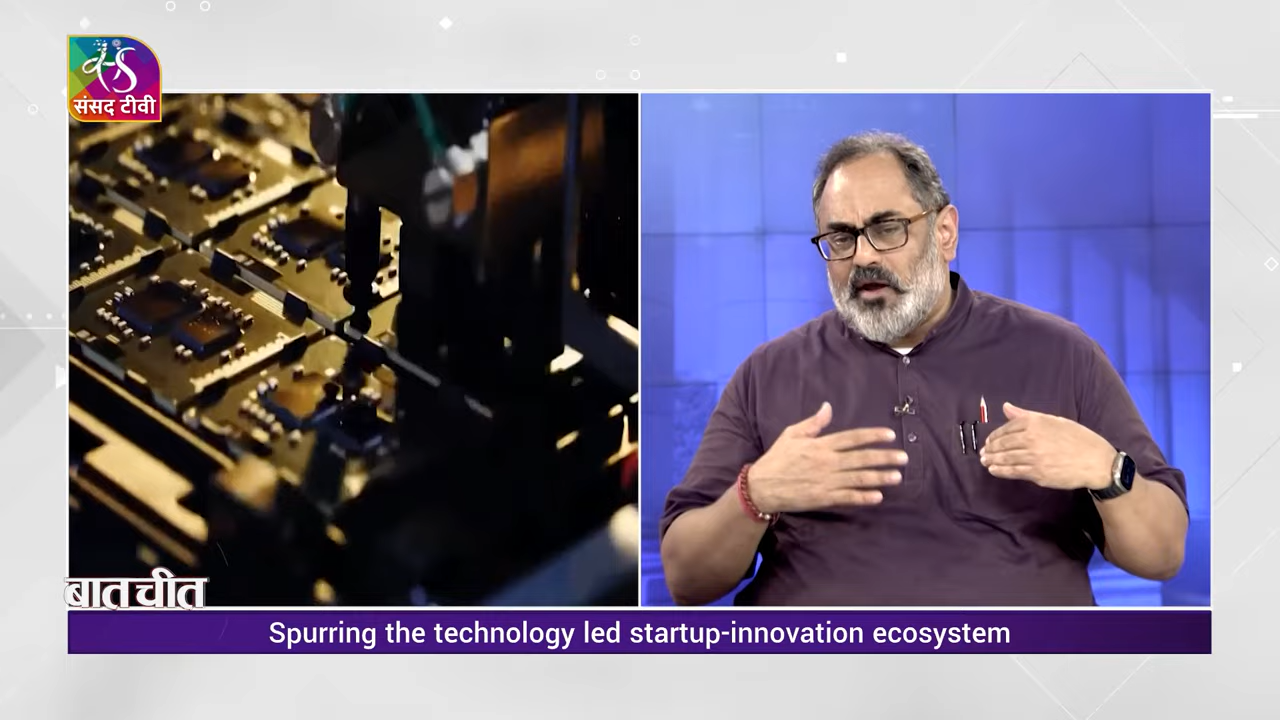 संसद टीवी
बातचीत
Spurring the technology led startup-innovation ecosystem